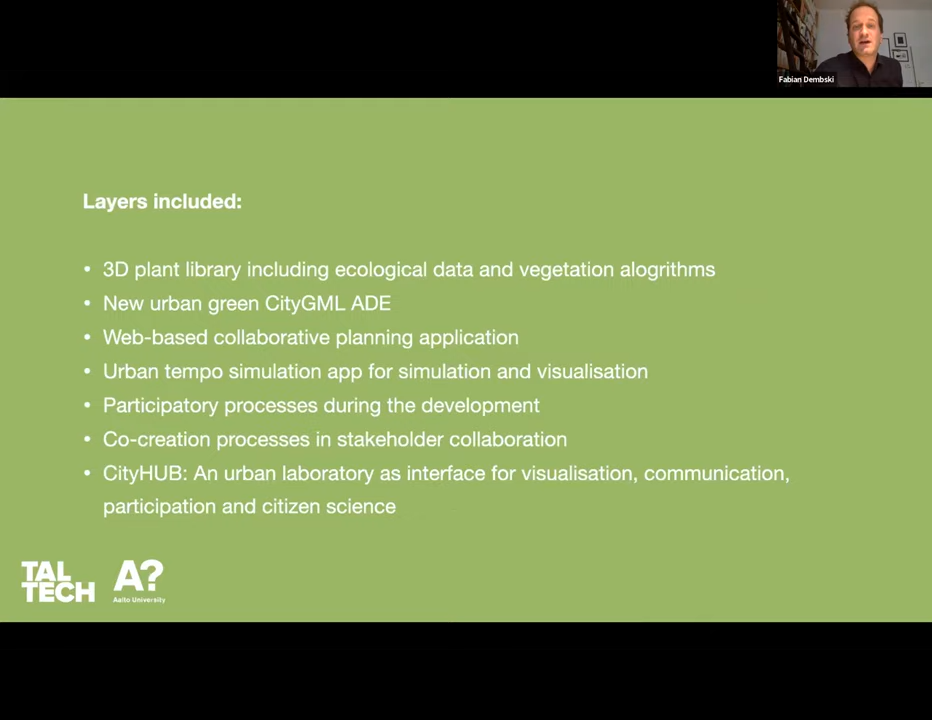 Fabian Dembski
Layers included:
• 3D plant library including ecological data and vegetation alogrithms
• New urban green CityGML ADE
• Web-based collaborative planning application
• Urban tempo simulation app for simulation and visualisation
• Participatory processes during the development
• Co-creation processes in stakeholder collaboration
• CityHUB: An urban laboratory as interface for visualisation, communication,
participation and citizen science
TAL
TECH
A?
Aalto University